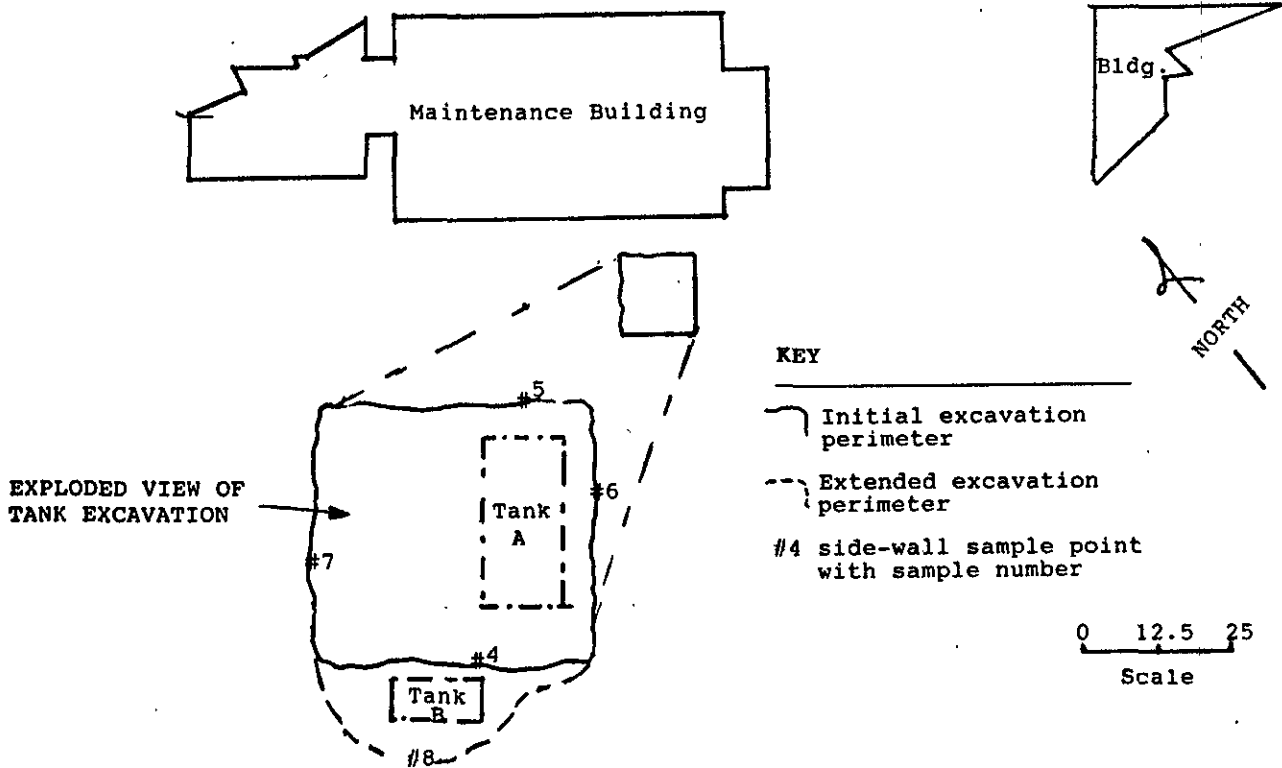 Maintenance Building
Bldg.
NORTH
KEY
Initial excavation
perimeter
Extended excavation
perimeter
#4 side-wall sample point
with sample number
0 12.5 25
Scale
EXPLODED VIEW OF
TANK EXCAVATION
#5
#6
Tank
A
#7
#4
Tank
B
#8